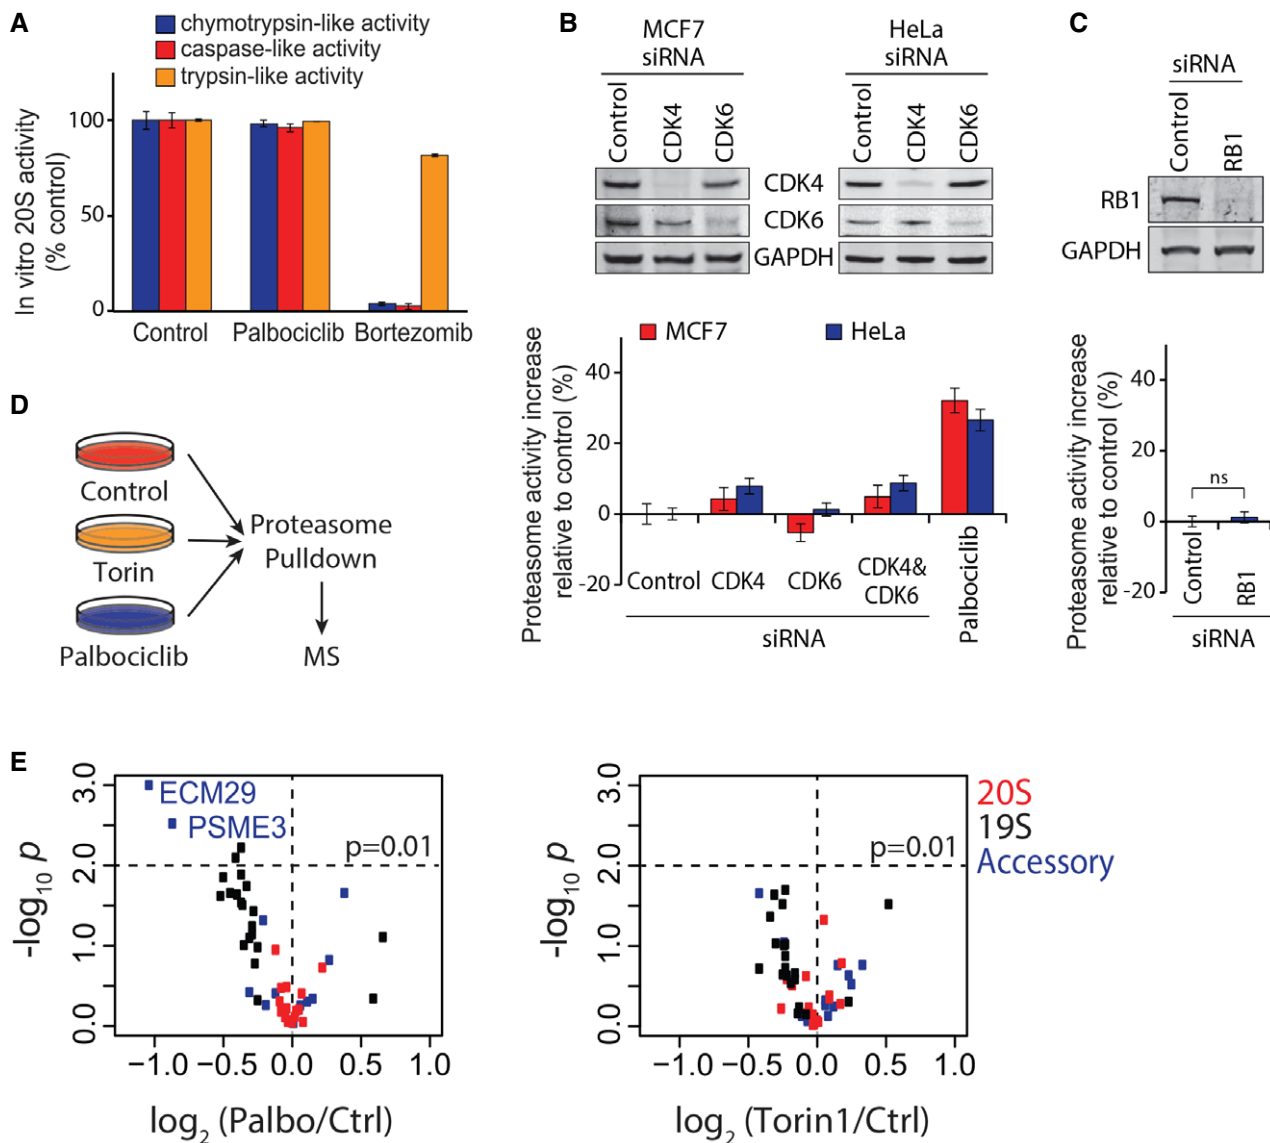 A
chymotrypsin-like activity
caspase-like activity
trypsin-like activity
In vitro 20S activity
(% control)
100
50
0
Control Palbociclib Bortezomib
B
MCF7
siRNA
HeLa
siRNA
Control CDK4 CDK6
Control CDK4 CDK6
CDK4
CDK6
GAPDH
MCF7 HeLa
Proteasome activity increase
relative to control (%)
40
20
0
-20
Control CDK4 CDK6 CDK4&
CDK6
Palbociclib
siRNA
C
siRNA
Control RB1
RB1
GAPDH
Proteasome activity increase
relative to control (%)
40
20
0
-20
ns
Control RB1
siRNA
D
Control
Torin
Palbociclib
Proteasome
Pulldown
MS
E
-log10 p
3.0
2.0
1.0
0.0
ECM29
PSME3
p=0.01
−1.0 0.0 0.5 1.0
log2 (Palbo/Ctrl)
-log10 p
3.0
2.0
1.0
0.0
p=0.01
−1.0 0.0 0.5 1.0
log2 (Torin1/Ctrl)
20S
19S
Accessory